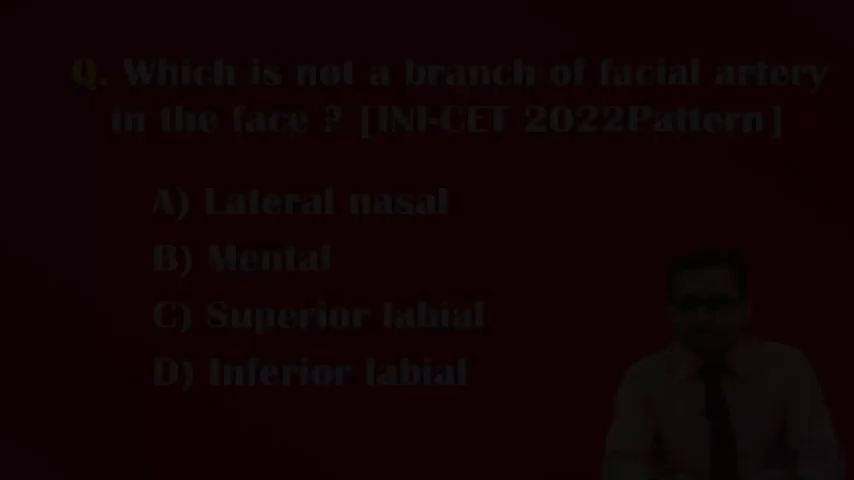 Q. Which is not a branch of facial artery
in the face ? [INI-CET 2022Pattern]
A) Lateral nasal
B) Mental
C) Superior labial
D) Inferior labial